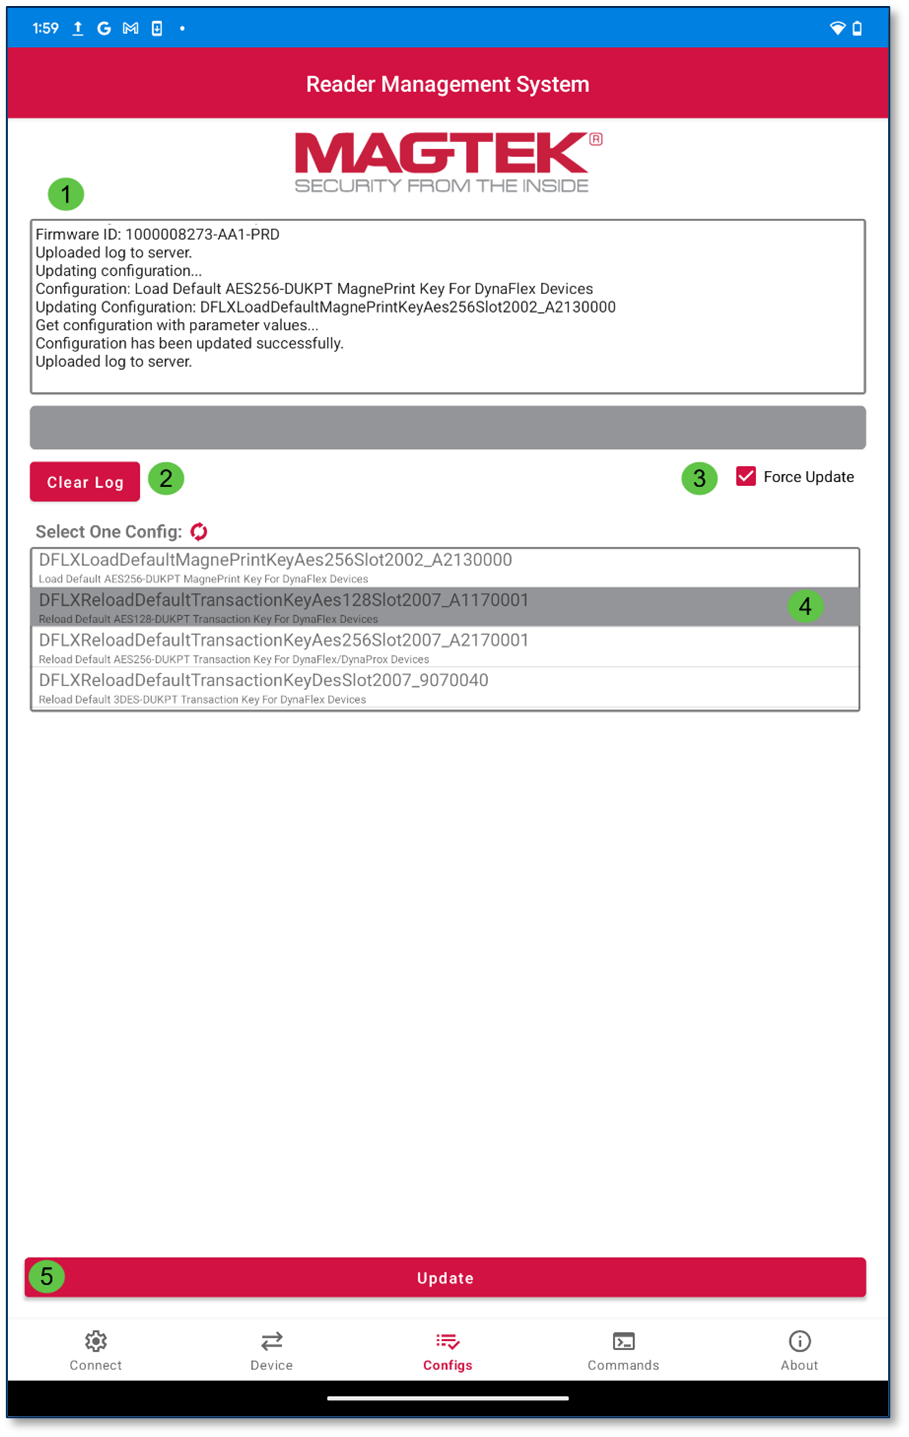 1:59
Reader Management System
MAGTEK®
SECURITY FROM THE INSIDE
1
Firmware ID: 1000008273-AA1-PRD
Uploaded log to server.
Updating configuration...
Configuration: Load Default AES256-DUKPT MagnePrint Key For DynaFlex Devices
Updating Configuration: DFLXLoadDefaultMagnePrintKeyAes256Slot2002_A2130000
Get configuration with parameter values...
Configuration has been updated successfully.
Uploaded log to server.
Clear Log 2 3 Force Update
Select One Config:
DFLXLoadDefaultMagnePrintKeyAes256Slot2002_A2130000
Load Default AES256-DUKPT MagnePrint Key For DynaFlex Devices
DFLXReloadDefaultTransactionKeyAes128Slot2007_A1170001 4
Reload Default AES128-DUKPT Transaction Key For DynaFlex Devices
DFLXReloadDefaultTransactionKeyAes256Slot2007_A2170001
Reload Default AES256-DUKPT Transaction Key For DynaFlex/DynaProx Devices
DFLXReloadDefaultTransactionKeyDesSlot2007_9070040
Reload Default 3DES-DUKPT Transaction Key For DynaFlex Devices
5 Update
Connect Device Configs Commands About